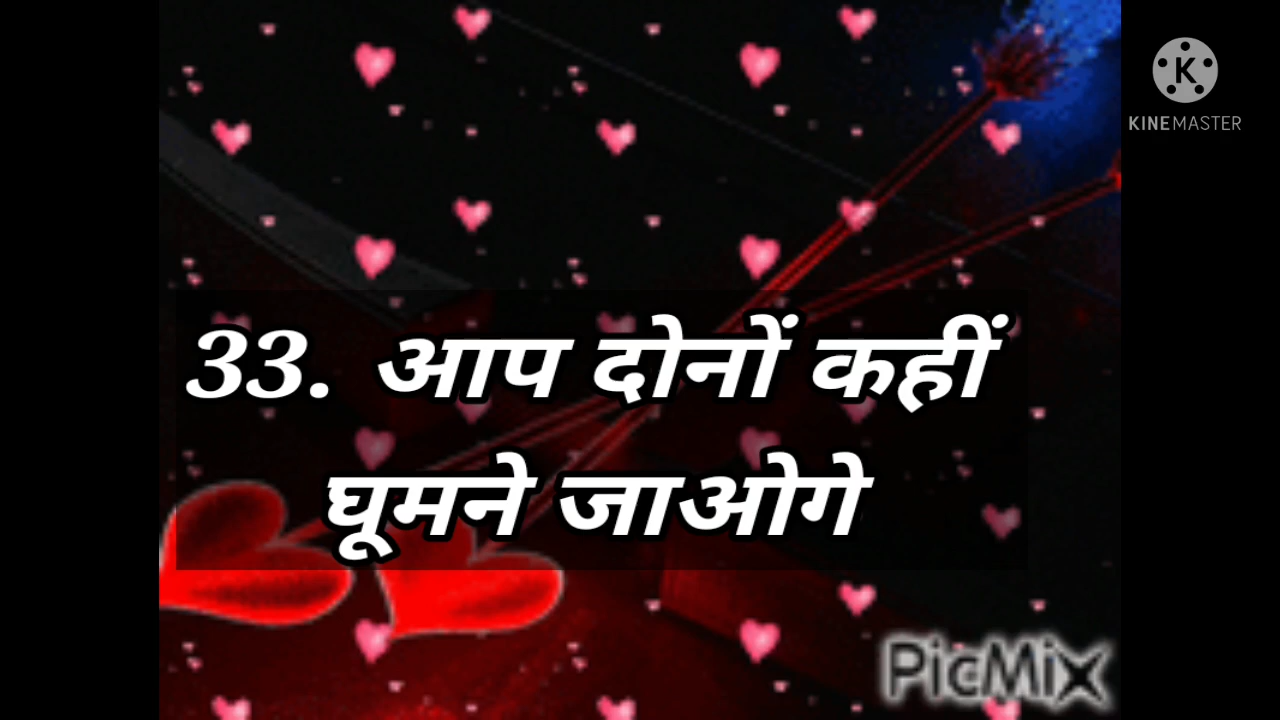 KINEMASTER
33. आप दोनों कहीं
घूमने जाओगे
PicMix